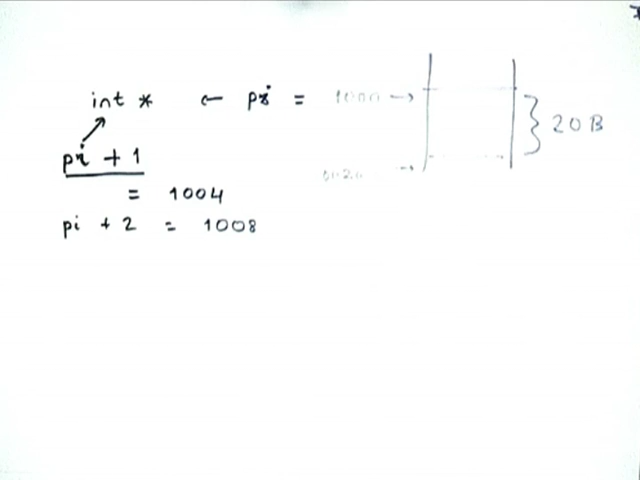 int * ← pi = 1000 →
} 20 B
pi + 1
= 1004
pi + 2 = 1008